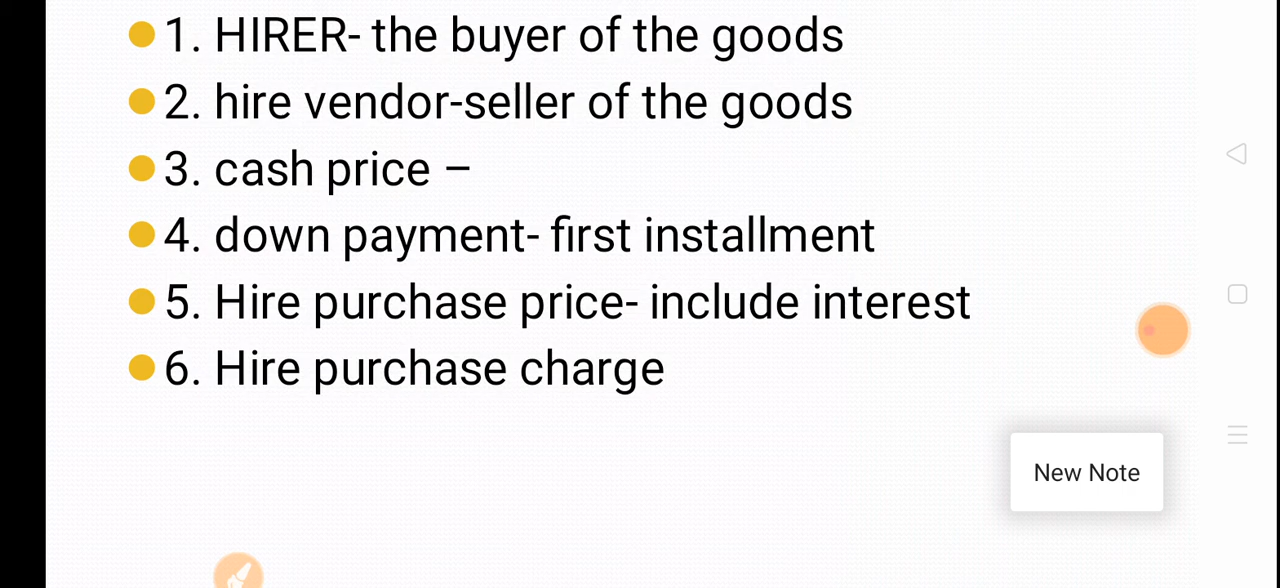 1. HIRER- the buyer of the goods
2. hire vendor-seller of the goods
3. cash price –
4. down payment- first installment
5. Hire purchase price- include interest
6. Hire purchase charge
New Note